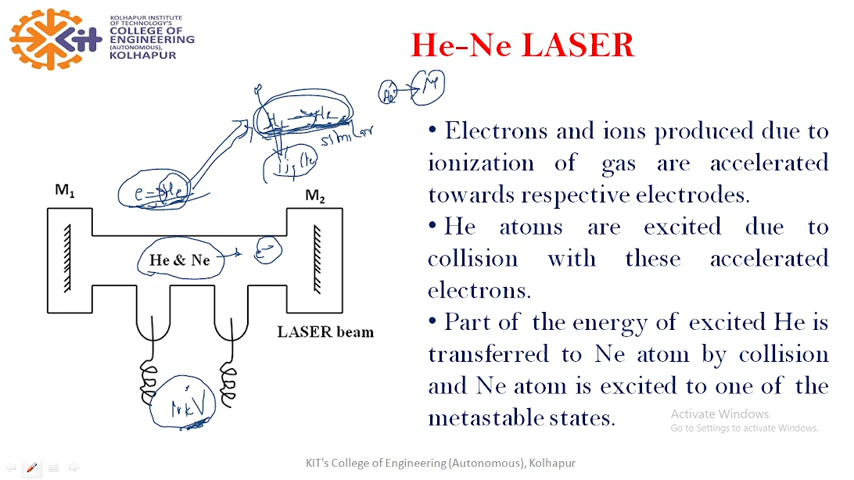 KOLHAPUR INSTITUTE
OF TECHNOLOGY'S
COLLEGE OF
ENGINEERING
(AUTONOMOUS),
KOLHAPUR
Kit
He-Ne LASER
He
e
similar
e
He
• Electrons and ions produced due to
ionization of gas are accelerated
towards respective electrodes.
• He atoms are excited due to
collision with these accelerated
electrons.
• Part of the energy of excited He is
transferred to Ne atom by collision
and Ne atom is excited to one of the
metastable states.
M₁
M₂
He & Ne
e⁻
LASER beam
Activate Windows
Go to Settings to activate Windows.
KIT's College of Engineering (Autonomous), Kolhapur